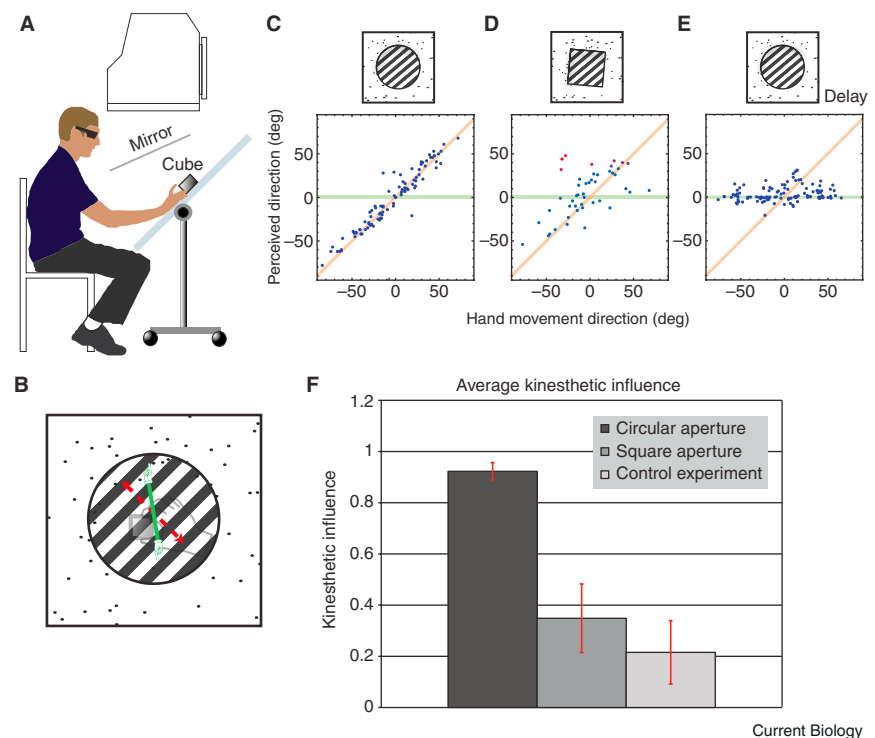 A
Mirror
Cube
B
C
D
E
Delay
Perceived direction (deg)
50
0
–50
–50
0
50
50
0
–50
–50
0
50
50
0
–50
–50
0
50
Hand movement direction (deg)
F
Average kinesthetic influence
Kinesthetic influence
1.2
1
0.8
0.6
0.4
0.2
0
Circular aperture
Square aperture
Control experiment
Current Biology